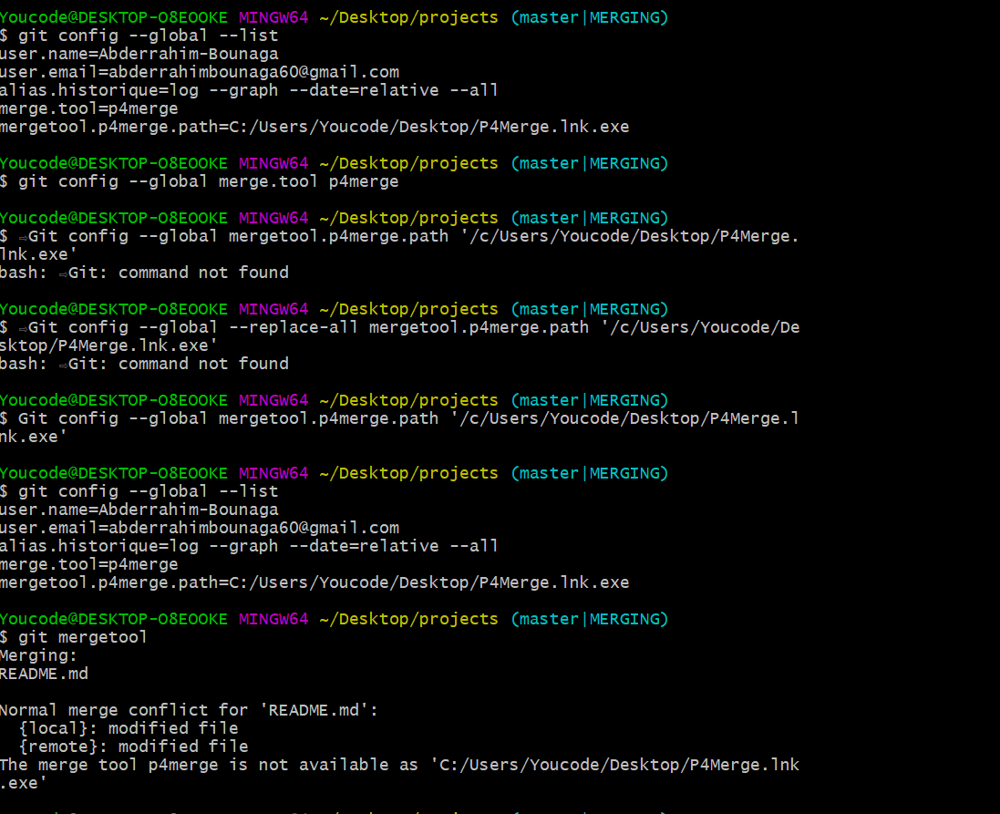 Youcode@DESKTOP-O8EOOKE MINGW64 ~/Desktop/projects (master|MERGING)
$ git config --global --list
user.name=Abderrahim-Bounaga
user.email=abderrahimbounaga60@gmail.com
alias.historique=log --graph --date=relative --all
merge.tool=p4merge
mergetool.p4merge.path=C:/Users/Youcode/Desktop/P4Merge.lnk.exe
Youcode@DESKTOP-O8EOOKE MINGW64 ~/Desktop/projects (master|MERGING)
$ git config --global merge.tool p4merge
Youcode@DESKTOP-O8EOOKE MINGW64 ~/Desktop/projects (master|MERGING)
$ ⇨Git config --global mergetool.p4merge.path '/c/Users/Youcode/Desktop/P4Merge.
lnk.exe'
bash: ⇨Git: command not found
Youcode@DESKTOP-O8EOOKE MINGW64 ~/Desktop/projects (master|MERGING)
$ ⇨Git config --global --replace-all mergetool.p4merge.path '/c/Users/Youcode/De
sktop/P4Merge.lnk.exe'
bash: ⇨Git: command not found
Youcode@DESKTOP-O8EOOKE MINGW64 ~/Desktop/projects (master|MERGING)
$ Git config --global mergetool.p4merge.path '/c/Users/Youcode/Desktop/P4Merge.l
nk.exe'
Youcode@DESKTOP-O8EOOKE MINGW64 ~/Desktop/projects (master|MERGING)
$ git config --global --list
user.name=Abderrahim-Bounaga
user.email=abderrahimbounaga60@gmail.com
alias.historique=log --graph --date=relative --all
merge.tool=p4merge
mergetool.p4merge.path=C:/Users/Youcode/Desktop/P4Merge.lnk.exe
Youcode@DESKTOP-O8EOOKE MINGW64 ~/Desktop/projects (master|MERGING)
$ git mergetool
Merging:
README.md
Normal merge conflict for 'README.md':
{local}: modified file
{remote}: modified file
The merge tool p4merge is not available as 'C:/Users/Youcode/Desktop/P4Merge.lnk
.exe'